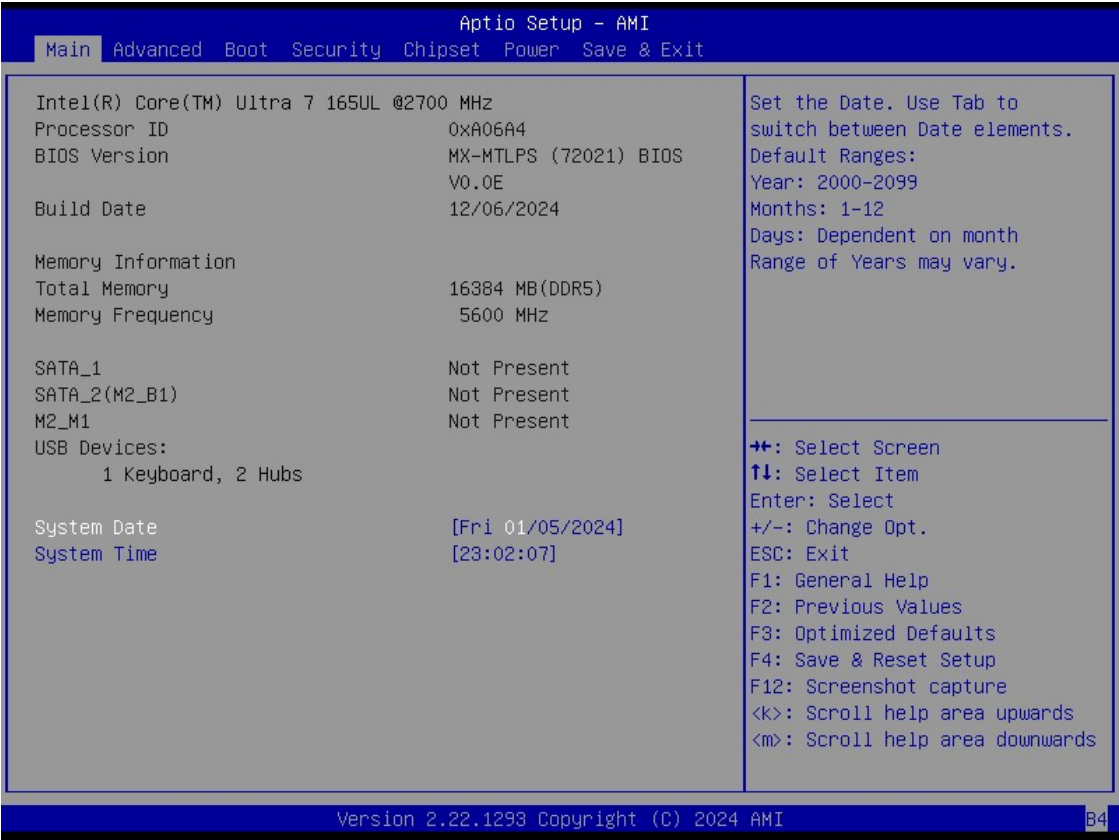 Aptio Setup - AMI
Main Advanced Boot Security Chipset Power Save & Exit
Intel(R) Core(TM) Ultra 7 165UL @2700 MHz
Processor ID 0xA06A4
BIOS Version MX-MTLPS (72021) BIOS
V0.0E
Build Date 12/06/2024
Memory Information
Total Memory 16384 MB(DDR5)
Memory Frequency 5600 MHz
SATA_1 Not Present
SATA_2(M2_B1) Not Present
M2_M1 Not Present
USB Devices:
1 Keyboard, 2 Hubs
System Date [Fri 01/05/2024]
System Time [23:02:07]
Set the Date. Use Tab to
switch between Date elements.
Default Ranges:
Year: 2000-2099
Months: 1-12
Days: Dependent on month
Range of Years may vary.
→←: Select Screen
↑↓: Select Item
Enter: Select
+/-: Change Opt.
ESC: Exit
F1: General Help
F2: Previous Values
F3: Optimized Defaults
F4: Save & Reset Setup
F12: Screenshot capture
<k>: Scroll help area upwards
<m>: Scroll help area downwards
Version 2.22.1293 Copyright (C) 2024 AMI
B4